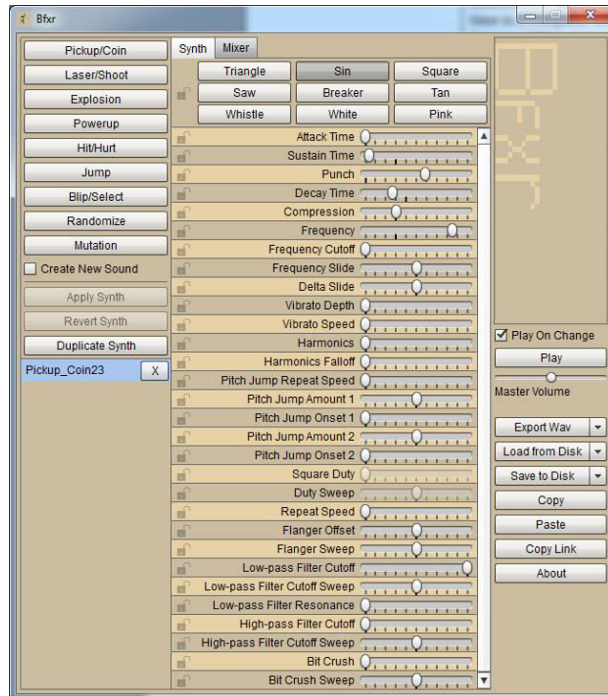 Bfxr
Pickup/Coin
Laser/Shoot
Explosion
Powerup
Hit/Hurt
Jump
Blip/Select
Randomize
Mutation
Create New Sound
Apply Synth
Revert Synth
Duplicate Synth
Pickup_Coin23 X
Synth Mixer
Triangle Sin Square
Saw Breaker Tan
Whistle White Pink
Attack Time
Sustain Time
Punch
Decay Time
Compression
Frequency
Frequency Cutoff
Frequency Slide
Delta Slide
Vibrato Depth
Vibrato Speed
Harmonics
Harmonics Falloff
Pitch Jump Repeat Speed
Pitch Jump Amount 1
Pitch Jump Onset 1
Pitch Jump Amount 2
Pitch Jump Onset 2
Square Duty
Duty Sweep
Repeat Speed
Flanger Offset
Flanger Sweep
Low-pass Filter Cutoff
Low-pass Filter Cutoff Sweep
Low-pass Filter Resonance
High-pass Filter Cutoff
High-pass Filter Cutoff Sweep
Bit Crush
Bit Crush Sweep
Bfxr
Play On Change
Play
Master Volume
Export Wav
Load from Disk
Save to Disk
Copy
Paste
Copy Link
About